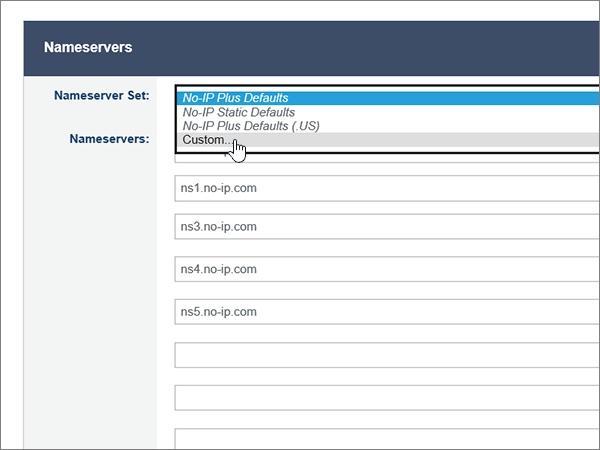 Nameservers
Nameserver Set:
No-IP Plus Defaults
No-IP Static Defaults
No-IP Plus Defaults (.US)
Custom...
Nameservers:
ns1.no-ip.com
ns3.no-ip.com
ns4.no-ip.com
ns5.no-ip.com